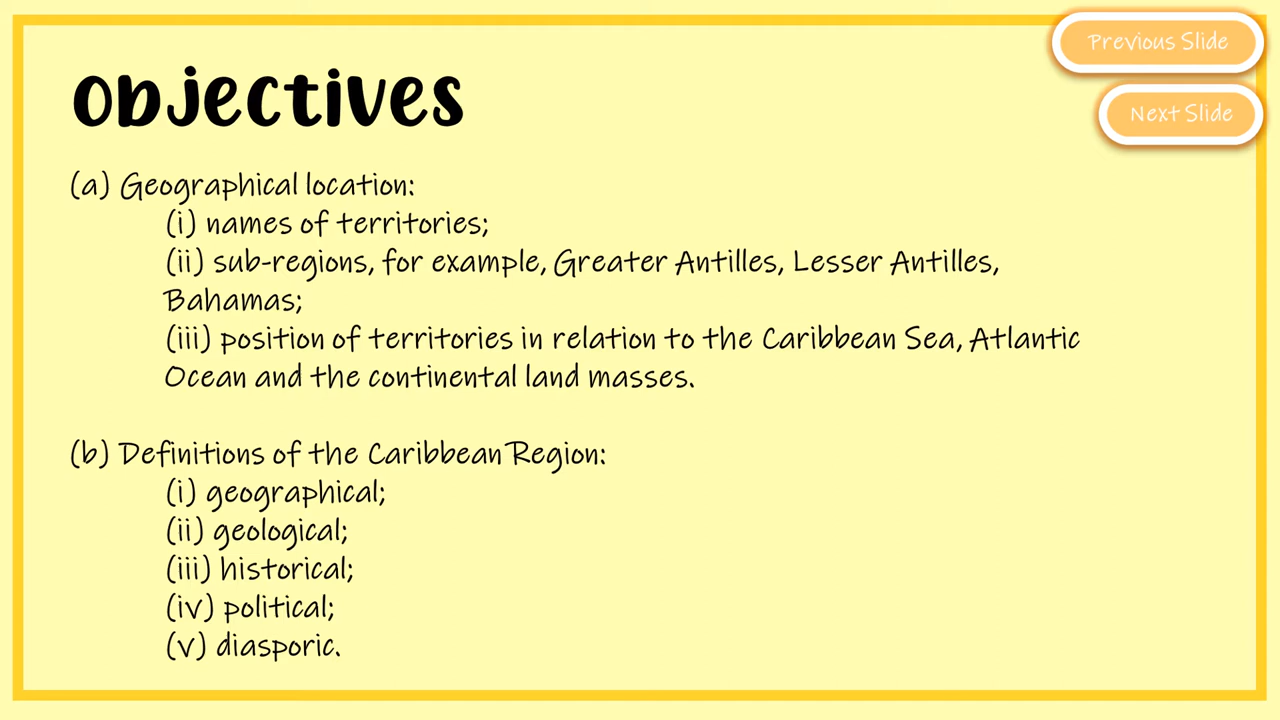 Previous Slide
Next Slide
objectives
(a) Geographical location:
(i) names of territories;
(ii) sub-regions, for example, Greater Antilles, Lesser Antilles,
Bahamas;
(iii) position of territories in relation to the Caribbean Sea, Atlantic
Ocean and the continental land masses.
(b) Definitions of the Caribbean Region:
(i) geographical;
(ii) geological;
(iii) historical;
(iv) political;
(v) diasporic.